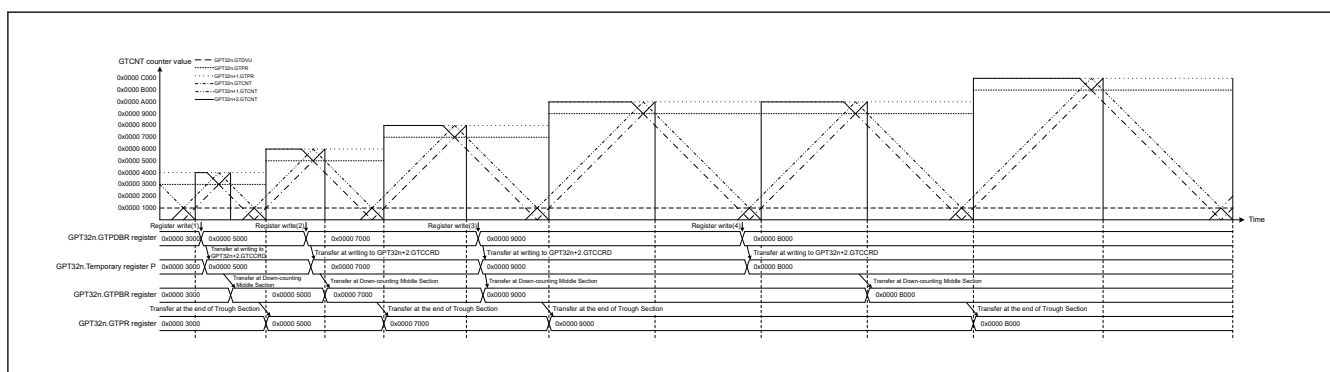 GTCNT counter value
GPT32n.GTDVU
GPT32n.GTPR
GPT32n+1.GTPR
GPT32n.GTCNT
GPT32n+1.GTCNT
GPT32n+2.GTCNT
0x0000 C000
0x0000 B000
0x0000 A000
0x0000 9000
0x0000 8000
0x0000 7000
0x0000 6000
0x0000 5000
0x0000 4000
0x0000 3000
0x0000 2000
0x0000 1000
Time
Register write(1) Register write(2) Register write(3) Register write(4)
GPT32n.GTPDBR register 0x0000 3000 0x0000 5000 0x0000 7000 0x0000 9000 0x0000 B000
Transfer at writing to
GPT32n+2.GTCCRD
Transfer at writing to GPT32n+2.GTCCRD Transfer at writing to GPT32n+2.GTCCRD Transfer at writing to GPT32n+2.GTCCRD
GPT32n.Temporary register P 0x0000 3000 0x0000 5000 0x0000 7000 0x0000 9000 0x0000 B000
Transfer at Down-counting
Middle Section
Transfer at Down-counting Middle Section Transfer at Down-counting Middle Section Transfer at Down-counting Middle Section
GPT32n.GTPBR register 0x0000 3000 0x0000 5000 0x0000 7000 0x0000 9000 0x0000 B000
Transfer at the end of Trough Section Transfer at the end of Trough Section Transfer at the end of Trough Section Transfer at the end of Trough Section
GPT32n.GTPR register 0x0000 3000 0x0000 5000 0x0000 7000 0x0000 9000 0x0000 B000